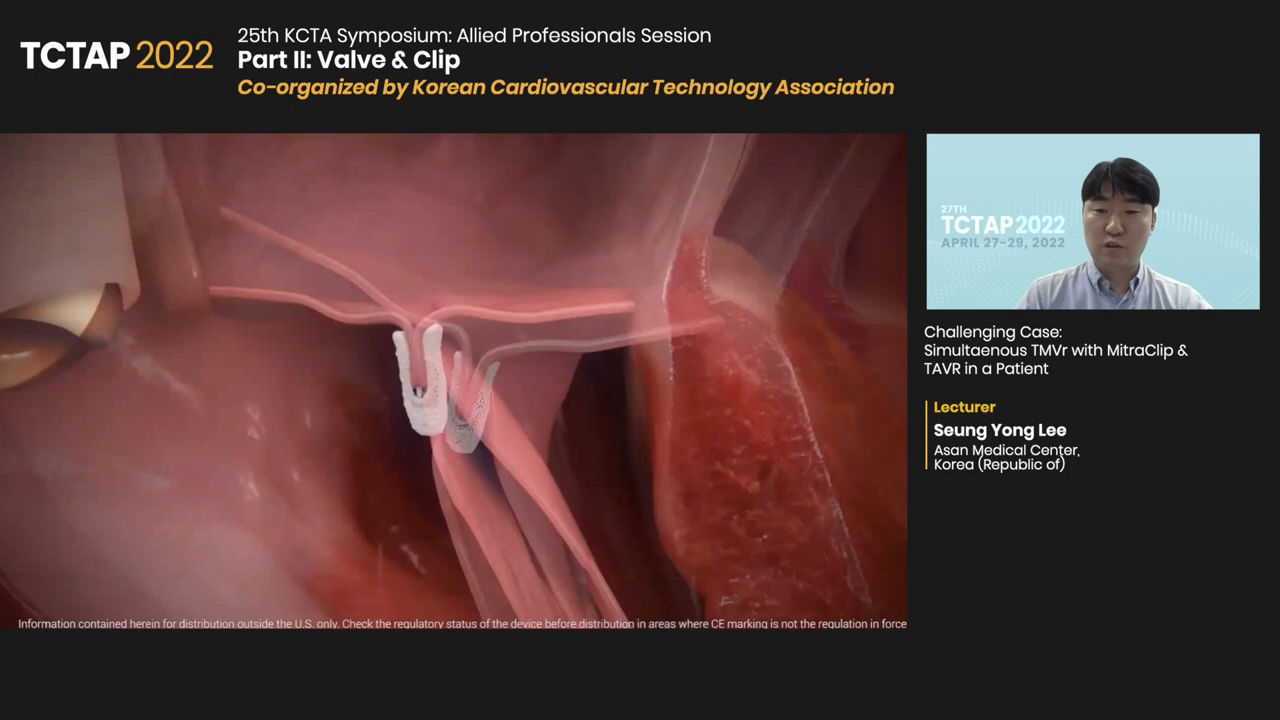 TCTAP 2022
25th KCTA Symposium: Allied Professionals Session
Part II: Valve & Clip
Co-organized by Korean Cardiovascular Technology Association
27TH
TCTAP 2022
APRIL 27-29, 2022
Challenging Case:
Simultaenous TMVr with MitraClip &
TAVR in a Patient
Lecturer
Seung Yong Lee
Asan Medical Center,
Korea (Republic of)
Information contained herein for distribution outside the U.S. only. Check the regulatory status of the device before distribution in areas where CE marking is not the regulation in force